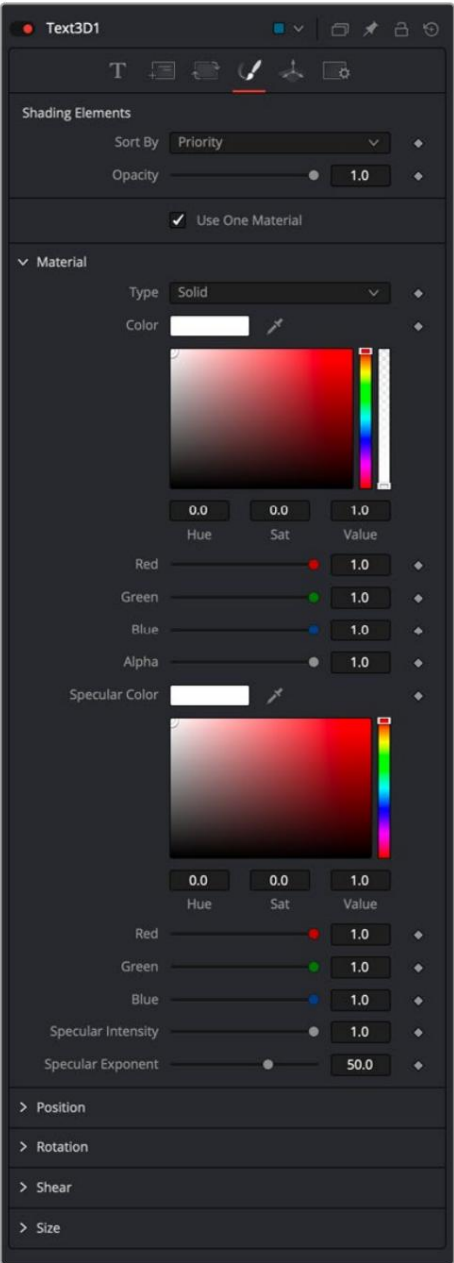 Text3D1
T
Shading Elements
Sort By Priority
Opacity 1.0
Use One Material
Material
Type Solid
Color
0.0 0.0 1.0
Hue Sat Value
Red 1.0
Green 1.0
Blue 1.0
Alpha 1.0
Specular Color
0.0 0.0 1.0
Hue Sat Value
Red 1.0
Green 1.0
Blue 1.0
Specular Intensity 1.0
Specular Exponent 50.0
Position
Rotation
Shear
Size